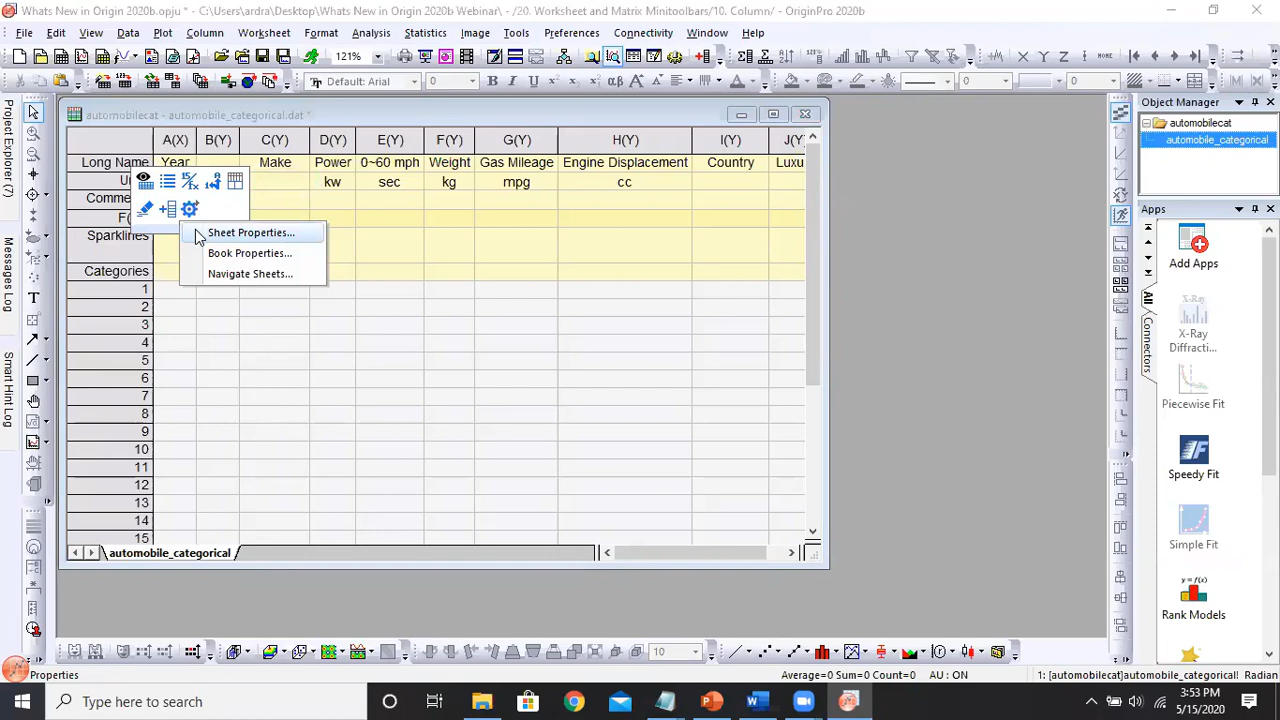 Whats New in Origin 2020b.opju * - C:\Users\ardra\Dropbox\Whats New in Origin 2020b Webinar\ - /20. Worksheet and Matrix Minitoolbars/10. Column/ - OriginPro 2020b
File Edit View Data Plot Column Worksheet Format Analysis Statistics Image Tools Preferences Connectivity Window Help
121% HOME
Default: Arial 0 B I U αβ A A A 0 0
Project Explorer (7)
Messages Log
Smart Hint Log
automobilecat - automobile_categorical.dat *
A(X) B(Y) C(Y) D(Y) E(Y) F(Y) G(Y) H(Y) I(Y) J(Y)
Long Name Year Make Power 0~60 mph Weight Gas Mileage Engine Displacement Country Luxu
kw sec kg mpg cc
Sparklines
Categories
1
2
3
4
5
6
7
8
9
10
11
12
13
14
15
Sheet Properties...
Book Properties...
Navigate Sheets...
automobile_categorical
Object Manager
automobilecat
automobile_categorical
Apps
All
Connectors
Add Apps
X-Ray
Diffracti...
Piecewise Fit
Speedy Fit
Simple Fit
y = f(x)
Rank Models
10
Properties Average=0 Sum=0 Count=0 AU : ON 1: [automobilecat]automobile_categorical! Radian
Type here to search
3:53 PM
5/15/2020